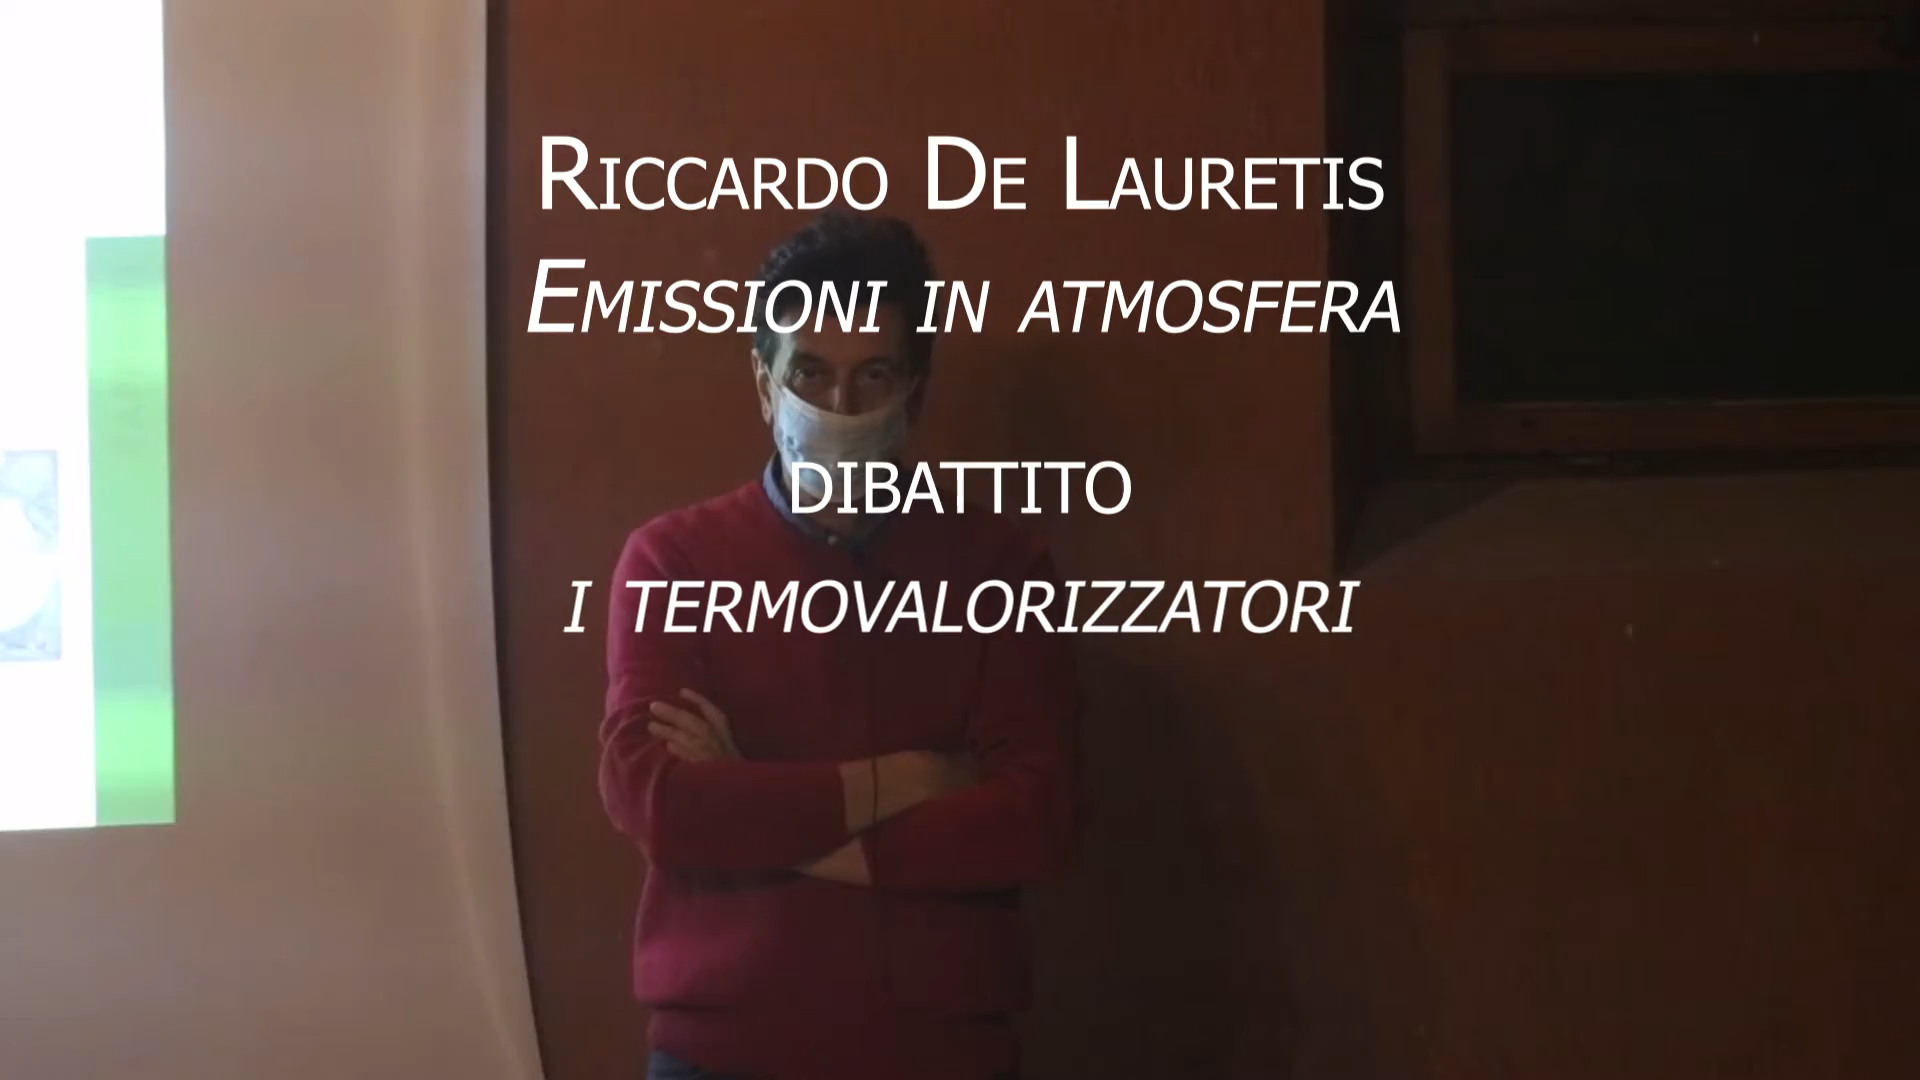 Riccardo De Lauretis
Emissioni in atmosfera
dibattito
i termovalorizzatori